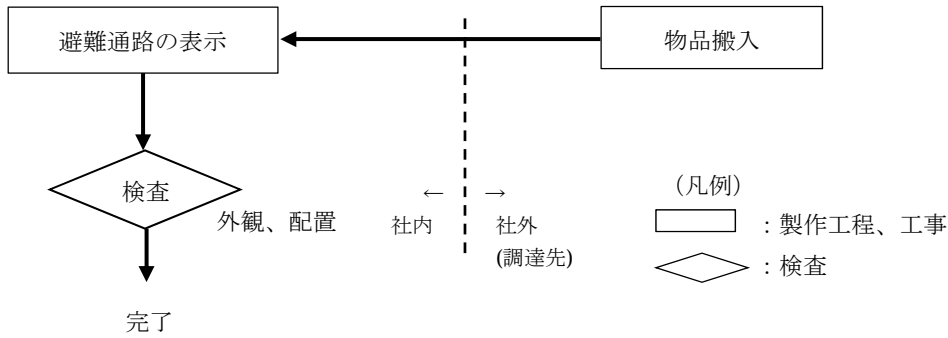 避難通路の表示
物品搬入
検査
外観、配置
← →
社内
社外
(調達先)
完了
（凡例）
：製作工程、工事
：検査